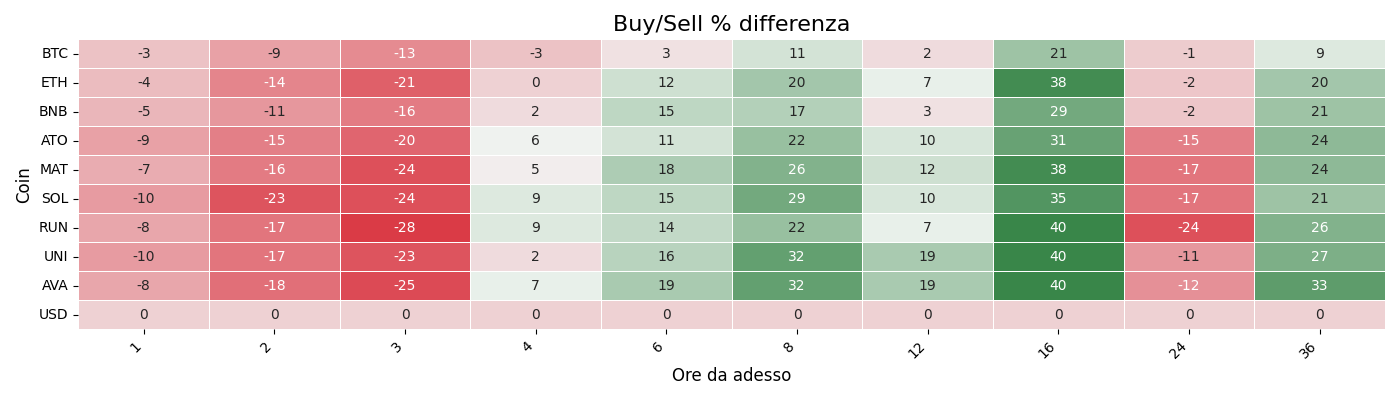 Buy/Sell % differenza
Coin
BTC -3 -9 -13 -3 3 11 2 21 -1 9
ETH -4 -14 -21 0 12 20 7 38 -2 20
BNB -5 -11 -16 2 15 17 3 29 -2 21
ATO -9 -15 -20 6 11 22 10 31 -15 24
MAT -7 -16 -24 5 18 26 12 38 -17 24
SOL -10 -23 -24 9 15 29 10 35 -17 21
RUN -8 -17 -28 9 14 22 7 40 -24 26
UNI -10 -17 -23 2 16 32 19 40 -11 27
AVA -8 -18 -25 7 19 32 19 40 -12 33
USD 0 0 0 0 0 0 0 0 0 0
1 2 3 4 6 8 12 16 24 36
Ore da adesso